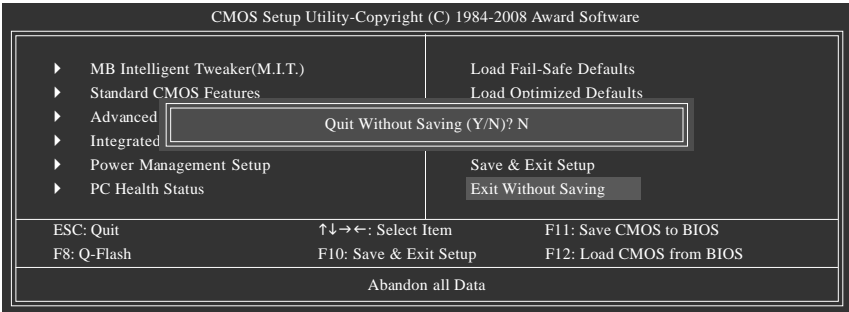 CMOS Setup Utility-Copyright (C) 1984-2008 Award Software
MB Intelligent Tweaker(M.I.T.)
Load Fail-Safe Defaults
Standard CMOS Features
Load Optimized Defaults
Advanced
Quit Without Saving (Y/N)? N
Integrated
Power Management Setup
Save & Exit Setup
PC Health Status
Exit Without Saving
ESC: Quit
↑↓→←: Select Item
F11: Save CMOS to BIOS
F8: Q-Flash
F10: Save & Exit Setup
F12: Load CMOS from BIOS
Abandon all Data